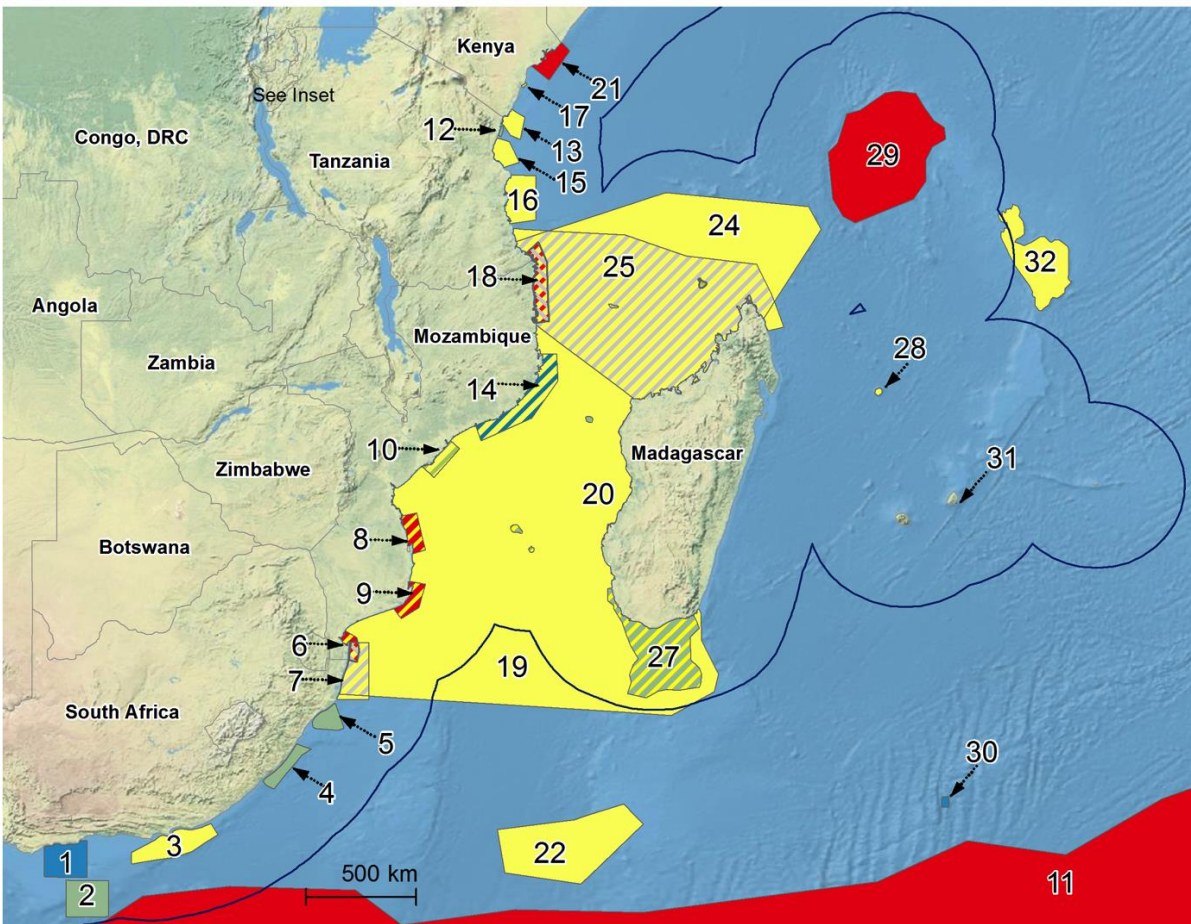 Kenya
21
See Inset
17
12
13
Congo, DRC
Tanzania
15
29
16
24
25
32
18
Angola
Mozambique
28
Zambia
14
10
Madagascar
Zimbabwe
31
20
8
Botswana
9
6
19
27
7
South Africa
5
30
4
3
22
1
500 km
11
2